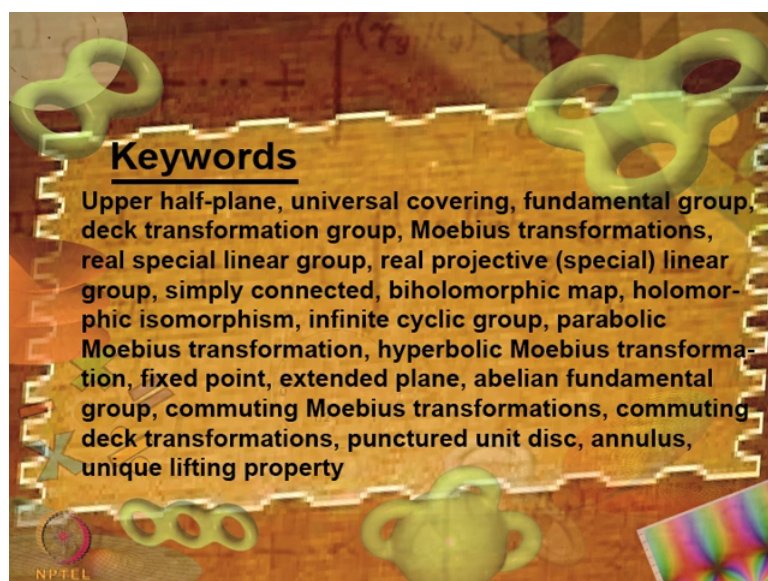 Keywords
Upper half-plane, universal covering, fundamental group,
deck transformation group, Moebius transformations,
real special linear group, real projective (special) linear
group, simply connected, biholomorphic map, holomor-
phic isomorphism, infinite cyclic group, parabolic
Moebius transformation, hyperbolic Moebius transforma-
tion, fixed point, extended plane, abelian fundamental
group, commuting Moebius transformations, commuting
deck transformations, punctured unit disc, annulus,
unique lifting property
NPTEL